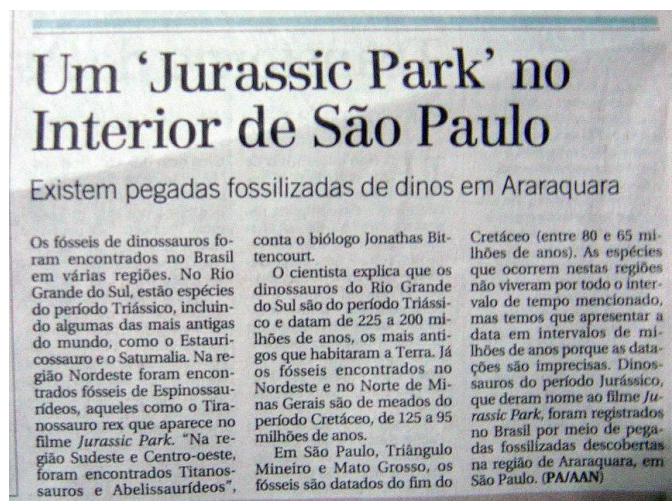 Um ‘Jurassic Park’ no
Interior de São Paulo
Existem pegadas fossilizadas de dinos em Araraquara
Os fósseis de dinossauros fo-
ram encontrados no Brasil
em várias regiões. No Rio
Grande do Sul, estão espécies
do período Triássico, incluin-
do algumas das mais antigas
do mundo, como o Estauri-
cossauro e o Saturnalia. Na re-
gião Nordeste foram encon-
trados fósseis de Espinossau-
rídeos, aqueles como o Tira-
nossauro rex que aparece no
filme Jurassic Park. “Na re-
gião Sudeste e Centro-oeste,
foram encontrados Titanos-
sauros e Abelissaurídeos”,
conta o biólogo Jonathas Bit-
tencourt.
O cientista explica que os
dinossauros do Rio Grande
do Sul são do período Triássi-
co e datam de 225 a 200 mi-
lhões de anos, os mais anti-
gos que habitaram a Terra. Já
os fósseis encontrados no
Nordeste e no Norte de Mi-
nas Gerais são de meados do
período Cretáceo, de 125 a 95
milhões de anos.
Em São Paulo, Triângulo
Mineiro e Mato Grosso, os
fósseis são datados do fim do
Cretáceo (entre 80 e 65 mi-
lhões de anos). As espécies
que ocorrem nestas regiões
não viveram por todo o inter-
valo de tempo mencionado,
mas temos que apresentar a
data em intervalos de mi-
lhões de anos porque as data-
ções são imprecisas. Dinos-
sauros do período Jurássico,
que deram nome ao filme Ju-
rassic Park, foram registrados
no Brasil por meio de pega-
das fossilizadas descobertas
na região de Araraquara, em
São Paulo. (PA/AAN)